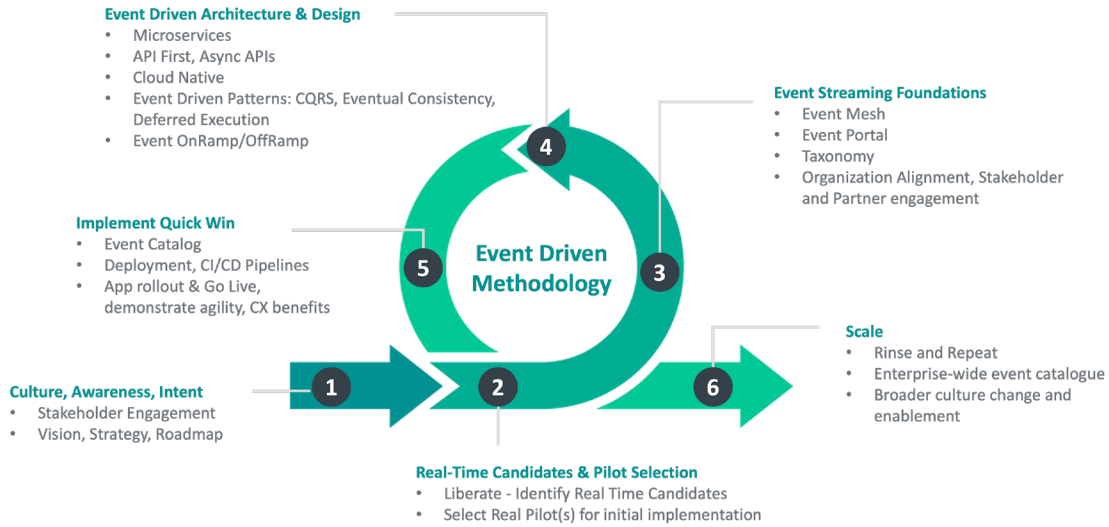 Event Driven Architecture & Design
• Microservices
• API First, Async APIs
• Cloud Native
• Event Driven Patterns: CQRS, Eventual Consistency,
Deferred Execution
• Event OnRamp/OffRamp
4
Event Streaming Foundations
• Event Mesh
• Event Portal
• Taxonomy
• Organization Alignment, Stakeholder
and Partner engagement
3
Implement Quick Win
• Event Catalog
• Deployment, CI/CD Pipelines
• App rollout & Go Live,
demonstrate agility, CX benefits
5
Event Driven
Methodology
Culture, Awareness, Intent
• Stakeholder Engagement
• Vision, Strategy, Roadmap
1
2
Real-Time Candidates & Pilot Selection
• Liberate - Identify Real Time Candidates
• Select Real Pilot(s) for initial implementation
6
Scale
• Rinse and Repeat
• Enterprise-wide event catalogue
• Broader culture change and
enablement